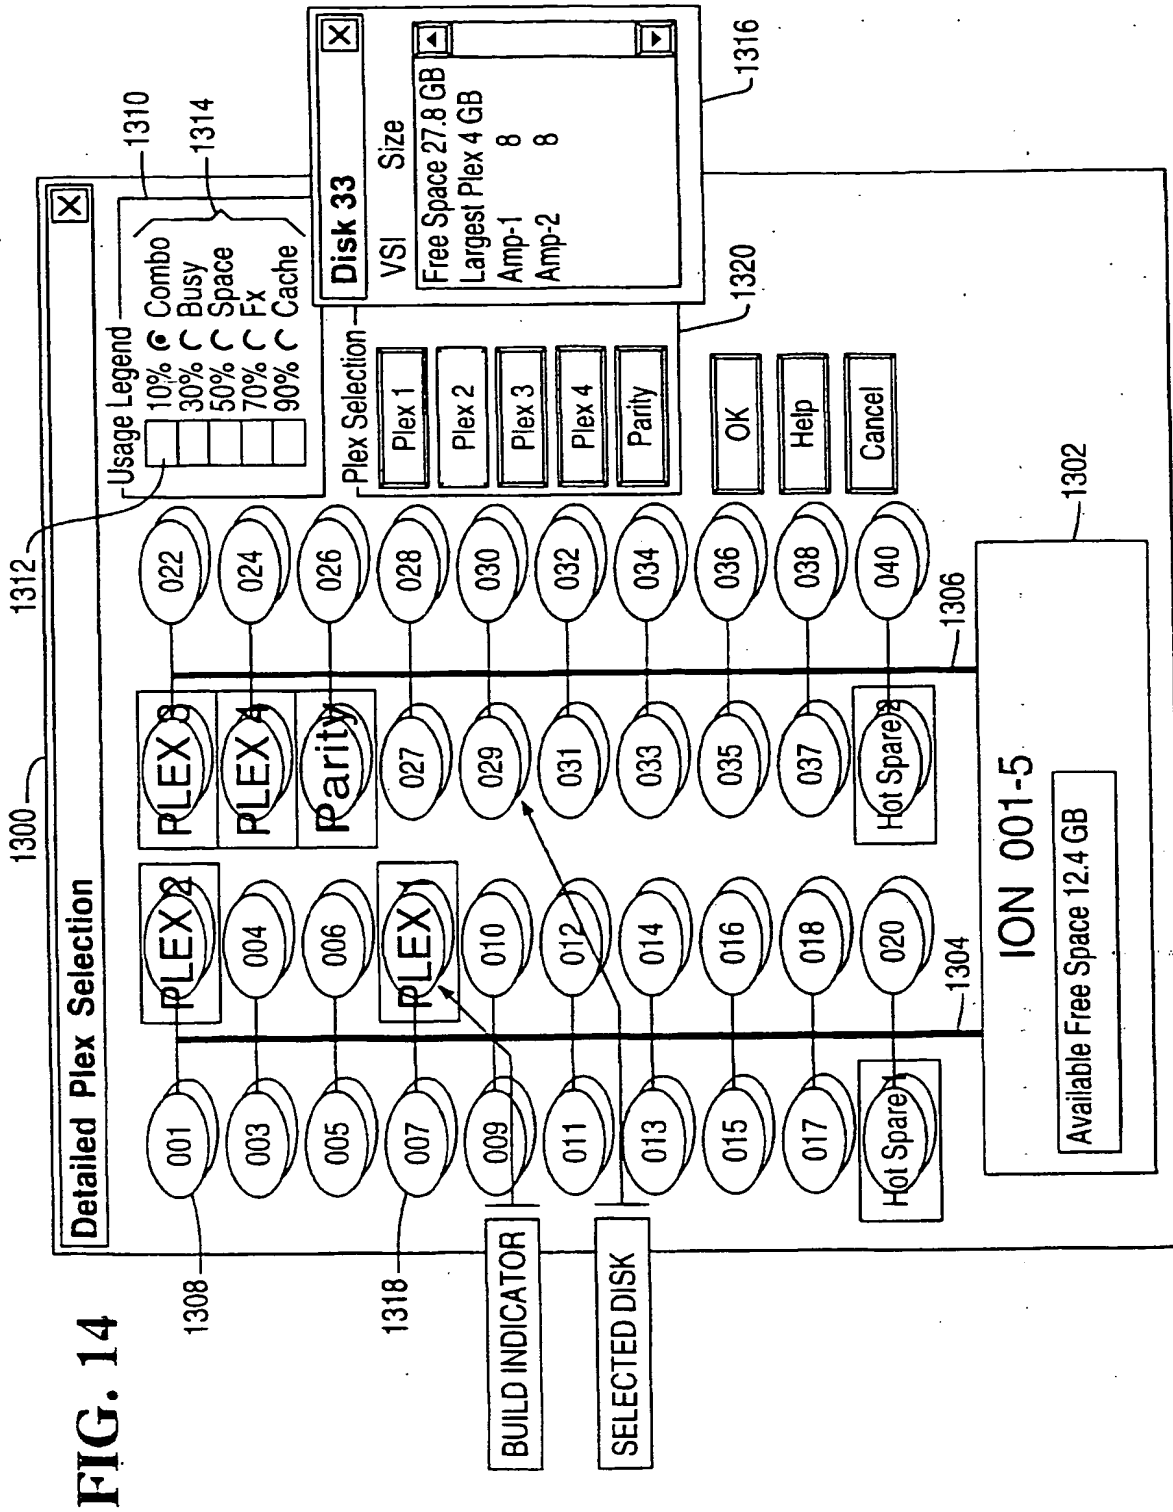 FIG. 14
1300
1312
Detailed Plex Selection
1310
1314
Usage Legend
10% Combo
30% Busy
50% Space
70% Fx
90% Cache
Disk 33
VSI Size
Free Space 27.8 GB
Largest Plex 4 GB
Amp-1 8
Amp-2 8
1316
Plex Selection
Plex 1
Plex 2
Plex 3
Plex 4
Parity
1320
OK
Help
Cancel
1308
001 PLEX 2 PLEX 3 022
003 004 PLEX 4 024
005 006 Parity 026
1318
007 PLEX 1 027 028
009 010 029 030
011 012 031 032
013 014 033 034
015 016 035 036
017 018 037 038
Hot Spare 1 020 Hot Spare 2 040
BUILD INDICATOR
SELECTED DISK
1304
1306
1302
ION 001-5
Available Free Space 12.4 GB